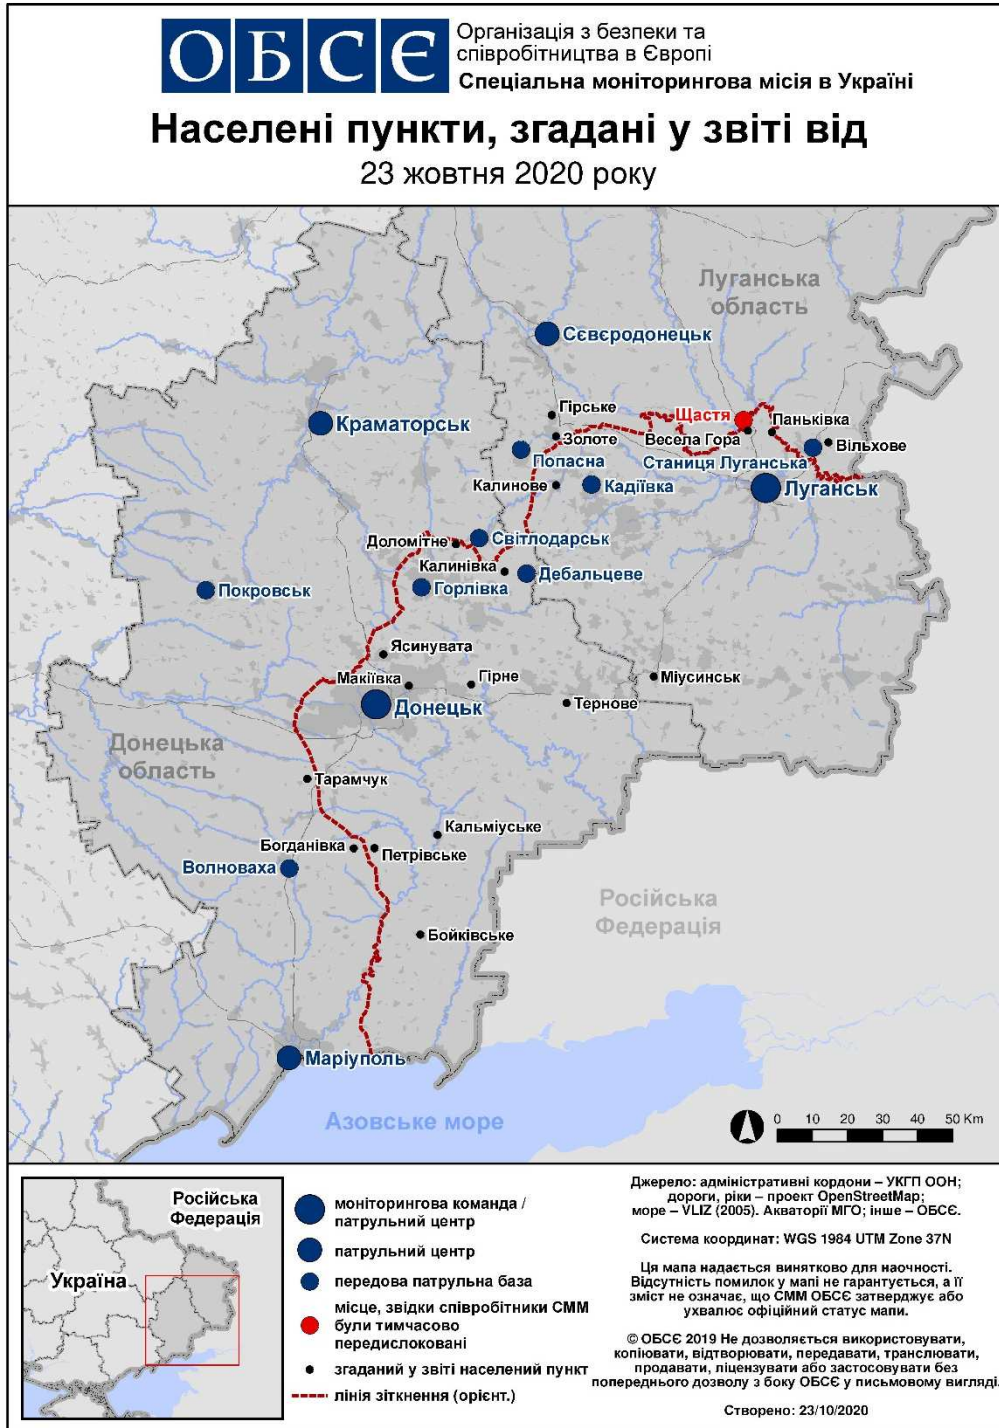 ОБСЄ
Організація з безпеки та
співробітництва в Європі
Спеціальна моніторингова місія в Україні
Населені пункти, згадані у звіті від
23 жовтня 2020 року
Луганська
область
Сєвєродонецьк
Гірське
Щастя
Паньківка
Краматорськ
Золоте
Весела Гора
Вільхове
Попасна
Станиця Луганська
Калинове
Кадіївка
Луганськ
Доломітне
Світлодарськ
Калинівка
Дебальцеве
Покровськ
Горлівка
Ясинувата
Макіївка
Гірне
Міусинськ
Донецьк
Тернове
Донецька
область
Тарамчук
Кальміуське
Богданівка
Петрівське
Волноваха
Російська
Федерація
Бойківське
Маріуполь
Азовське море
0 10 20 30 40 50 Km
Російська
Федерація
Україна
моніторингова команда /
патрульний центр
патрульний центр
передова патрульна база
місце, звідки співробітники СММ
були тимчасово
передислоковані
згаданий у звіті населений пункт
лінія зіткнення (орієнт.)
Джерело: адміністративні кордони – УКГП ООН;
дороги, ріки – проект OpenStreetMap;
море – VLIZ (2005). Акваторії МГО; інше – ОБСЄ.
Система координат: WGS 1984 UTM Zone 37N
Ця мапа надається винятково для наочності.
Відсутність помилок у мапі не гарантується, а її
зміст не означає, що СММ ОБСЄ затверджує або
ухвалює офіційний статус мапи.
© ОБСЄ 2019 Не дозволяється використовувати,
копіювати, відтворювати, передавати, транслювати,
продавати, ліцензувати або застосовувати без
попереднього дозволу з боку ОБСЄ у письмовому вигляді.
Створено: 23/10/2020